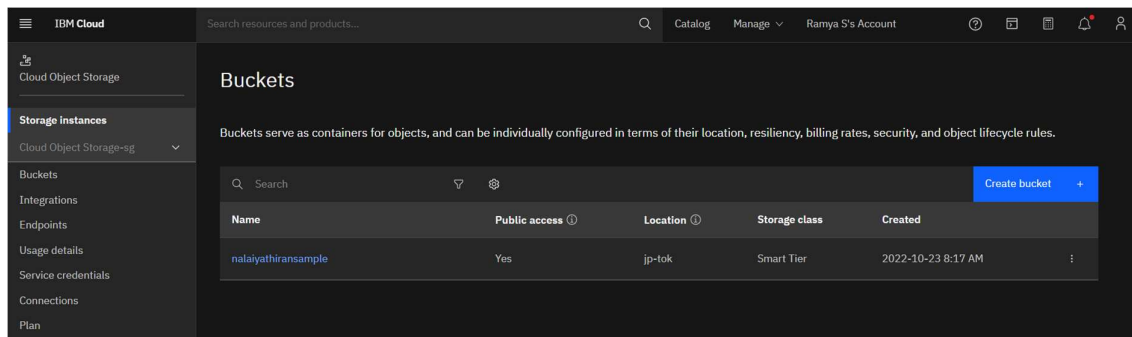 IBM Cloud
Search resources and products...
Catalog
Manage
Ramya S's Account
Cloud Object Storage
Storage instances
Cloud Object Storage-sg
Buckets
Integrations
Endpoints
Usage details
Service credentials
Connections
Plan
Buckets
Buckets serve as containers for objects, and can be individually configured in terms of their location, resiliency, billing rates, security, and object lifecycle rules.
Search
Create bucket +
Name Public access Location Storage class Created
nalaiyathiransample Yes jp-tok Smart Tier 2022-10-23 8:17 AM